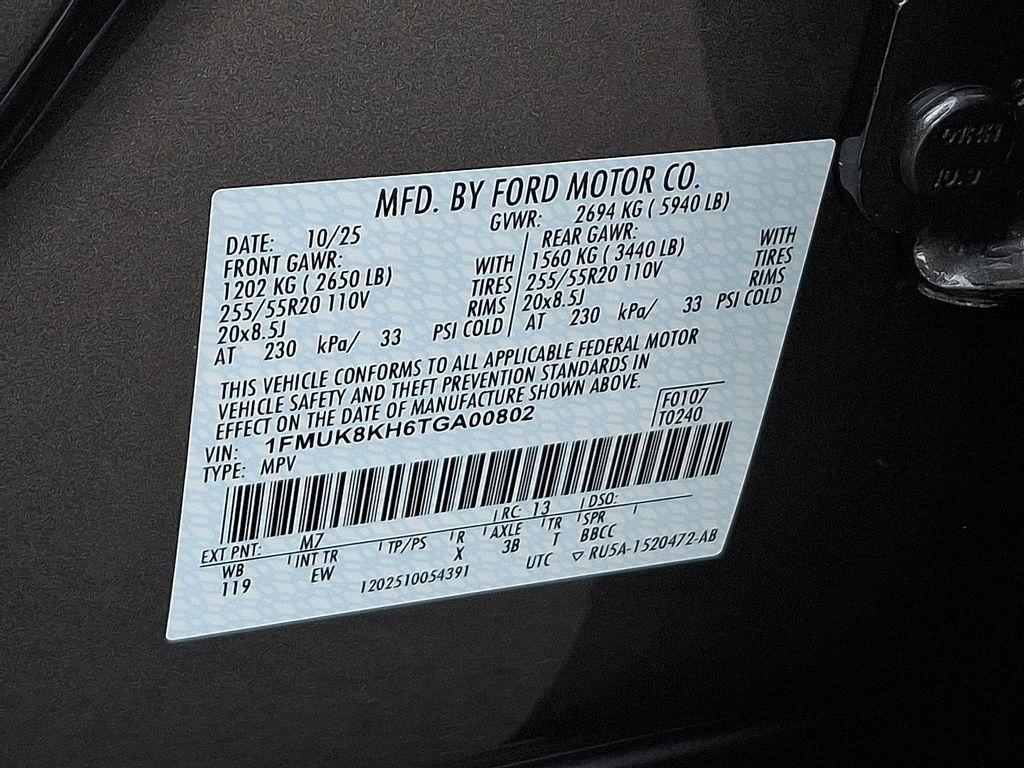 MFD. BY FORD MOTOR CO.
DATE: 10/25 GVWR: 2694 KG ( 5940 LB)
FRONT GAWR: REAR GAWR:
1202 KG ( 2650 LB) WITH 1560 KG ( 3440 LB) WITH
255/55R20 110V TIRES 255/55R20 110V TIRES
20x8.5J RIMS 20x8.5J RIMS
AT 230 kPa/ 33 PSI COLD AT 230 kPa/ 33 PSI COLD
THIS VEHICLE CONFORMS TO ALL APPLICABLE FEDERAL MOTOR
VEHICLE SAFETY AND THEFT PREVENTION STANDARDS IN
EFFECT ON THE DATE OF MANUFACTURE SHOWN ABOVE.
VIN: 1FMUK8KH6TGA00802 F0107
TYPE: MPV T0240
EXT PNT: M7 RC: 13 DSO:
WB INT TR TP/PS R AXLE TR SPR
119 EW X 3B T BBCC
1202510054391 UTC ▽ RU5A-1520472-AB
10.9